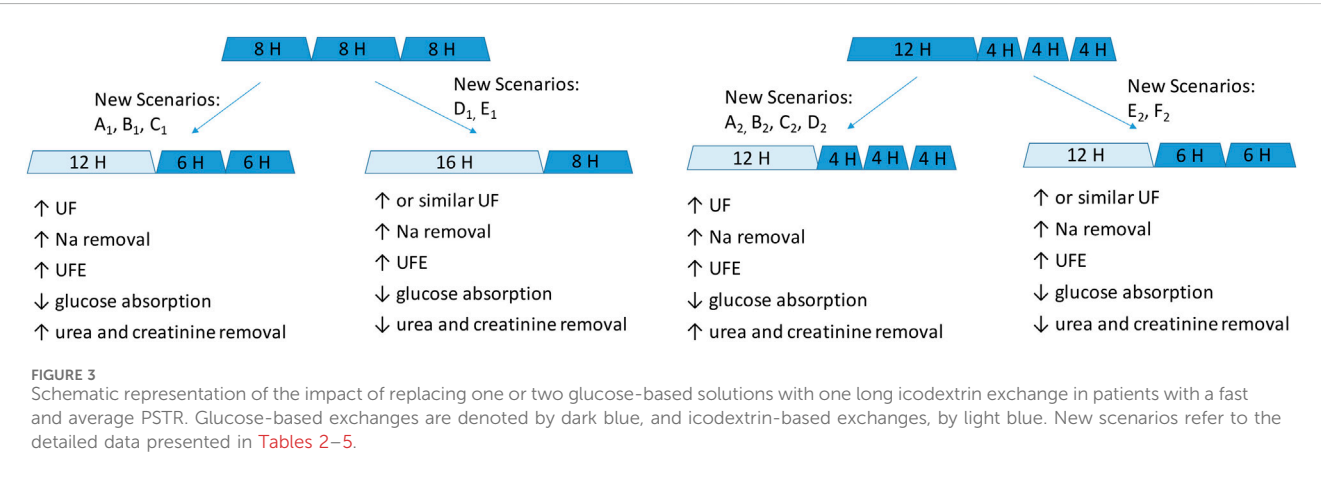 8 H 8 H 8 H
New Scenarios:
A1, B1, C1
New Scenarios:
D1, E1
12 H 6 H 6 H
↑ UF
↑ Na removal
↑ UFE
↓ glucose absorption
↑ urea and creatinine removal
16 H 8 H
↑ or similar UF
↑ Na removal
↑ UFE
↓ glucose absorption
↓ urea and creatinine removal
12 H 4 H 4 H 4 H
New Scenarios:
A2, B2, C2, D2
New Scenarios:
E2, F2
12 H 4 H 4 H 4 H
↑ UF
↑ Na removal
↑ UFE
↓ glucose absorption
↑ urea and creatinine removal
12 H 6 H 6 H
↑ or similar UF
↑ Na removal
↑ UFE
↓ glucose absorption
↓ urea and creatinine removal
FIGURE 3
Schematic representation of the impact of replacing one or two glucose-based solutions with one long icodextrin exchange in patients with a fast
and average PSTR. Glucose-based exchanges are denoted by dark blue, and icodextrin-based exchanges, by light blue. New scenarios refer to the
detailed data presented in Tables 2–5.